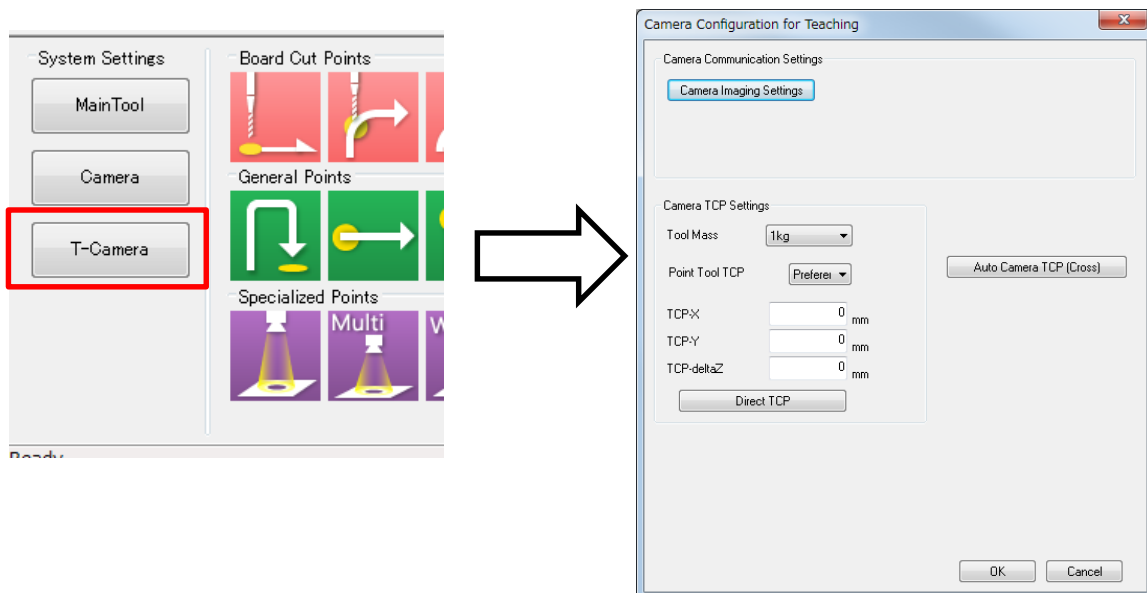 System Settings
MainTool
Camera
T-Camera
Board Cut Points
General Points
Specialized Points
Multi
W
Ready
Camera Configuration for Teaching
Camera Communication Settings
Camera Imaging Settings
Camera TCP Settings
Tool Mass 1kg
Point Tool TCP Preferei
TCP-X 0 mm
TCP-Y 0 mm
TCP-deltaZ 0 mm
Direct TCP
Auto Camera TCP (Cross)
OK Cancel